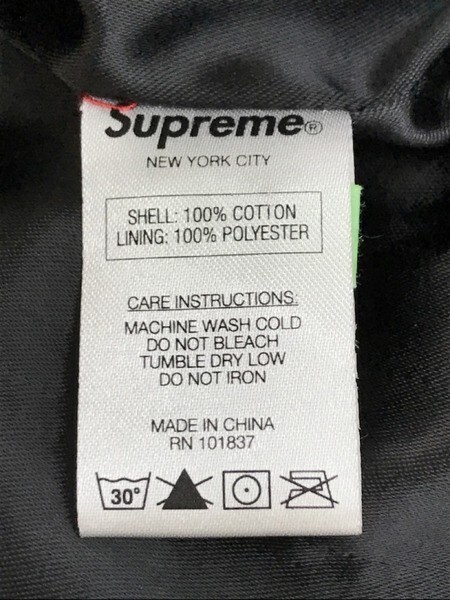 Supreme®
NEW YORK CITY
SHELL: 100% COTTON
LINING: 100% POLYESTER
CARE INSTRUCTIONS:
MACHINE WASH COLD
DO NOT BLEACH
TUMBLE DRY LOW
DO NOT IRON
MADE IN CHINA
RN 101837
30°